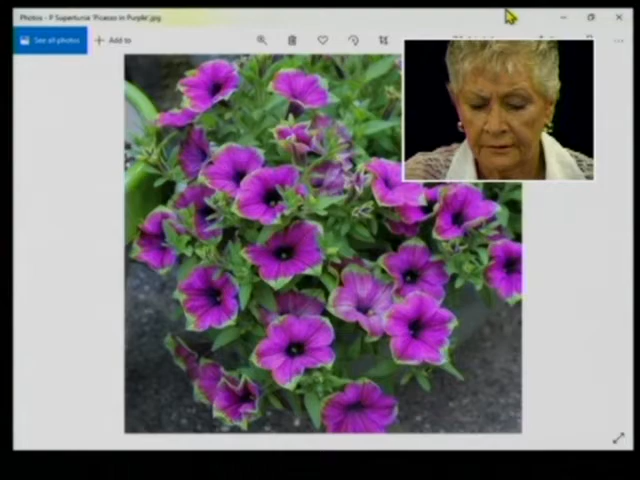 Photos - P Supertunia 'Picasso in Purple'.jpg
See all photos
Add to